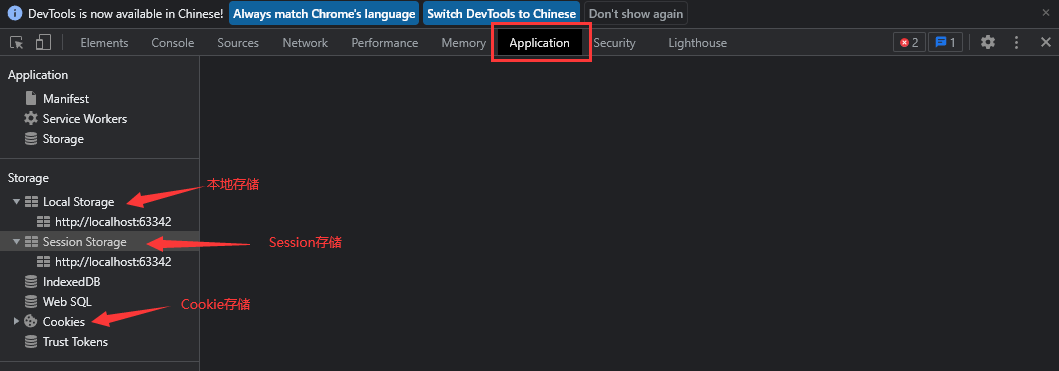 DevTools is now available in Chinese! Always match Chrome's language Switch DevTools to Chinese Don't show again
Elements Console Sources Network Performance Memory Application Security Lighthouse 2 1
Application
Manifest
Service Workers
Storage
Storage
本地存储
Local Storage
http://localhost:63342
Session Storage Session存储
http://localhost:63342
IndexedDB
Web SQL Cookie存储
Cookies
Trust Tokens